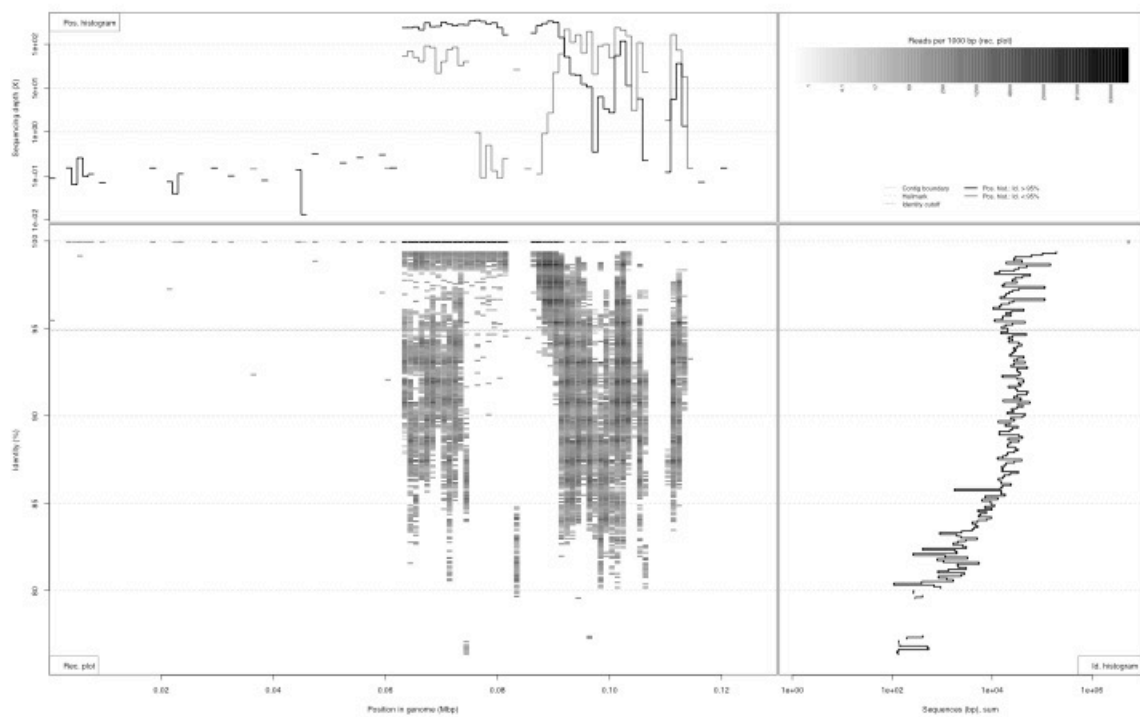 Pos. histogram
Sequencing depth (X)
1e+02
1e+01
1e+00
1e-01
1e-02
Reads per 1000 bp (rec. plot)
Contig boundary
Hallmark
Identity cutoff
Pos. hist.: Id. > 95%
Pos. hist.: Id. < 95%
Identity (%)
100
95
90
85
80
Rec. plot
Id. histogram
0.02
0.04
0.06
0.08
0.10
0.12
Position in genome (Mbp)
1e+00
1e+02
1e+04
1e+06
Sequences (bp), sum